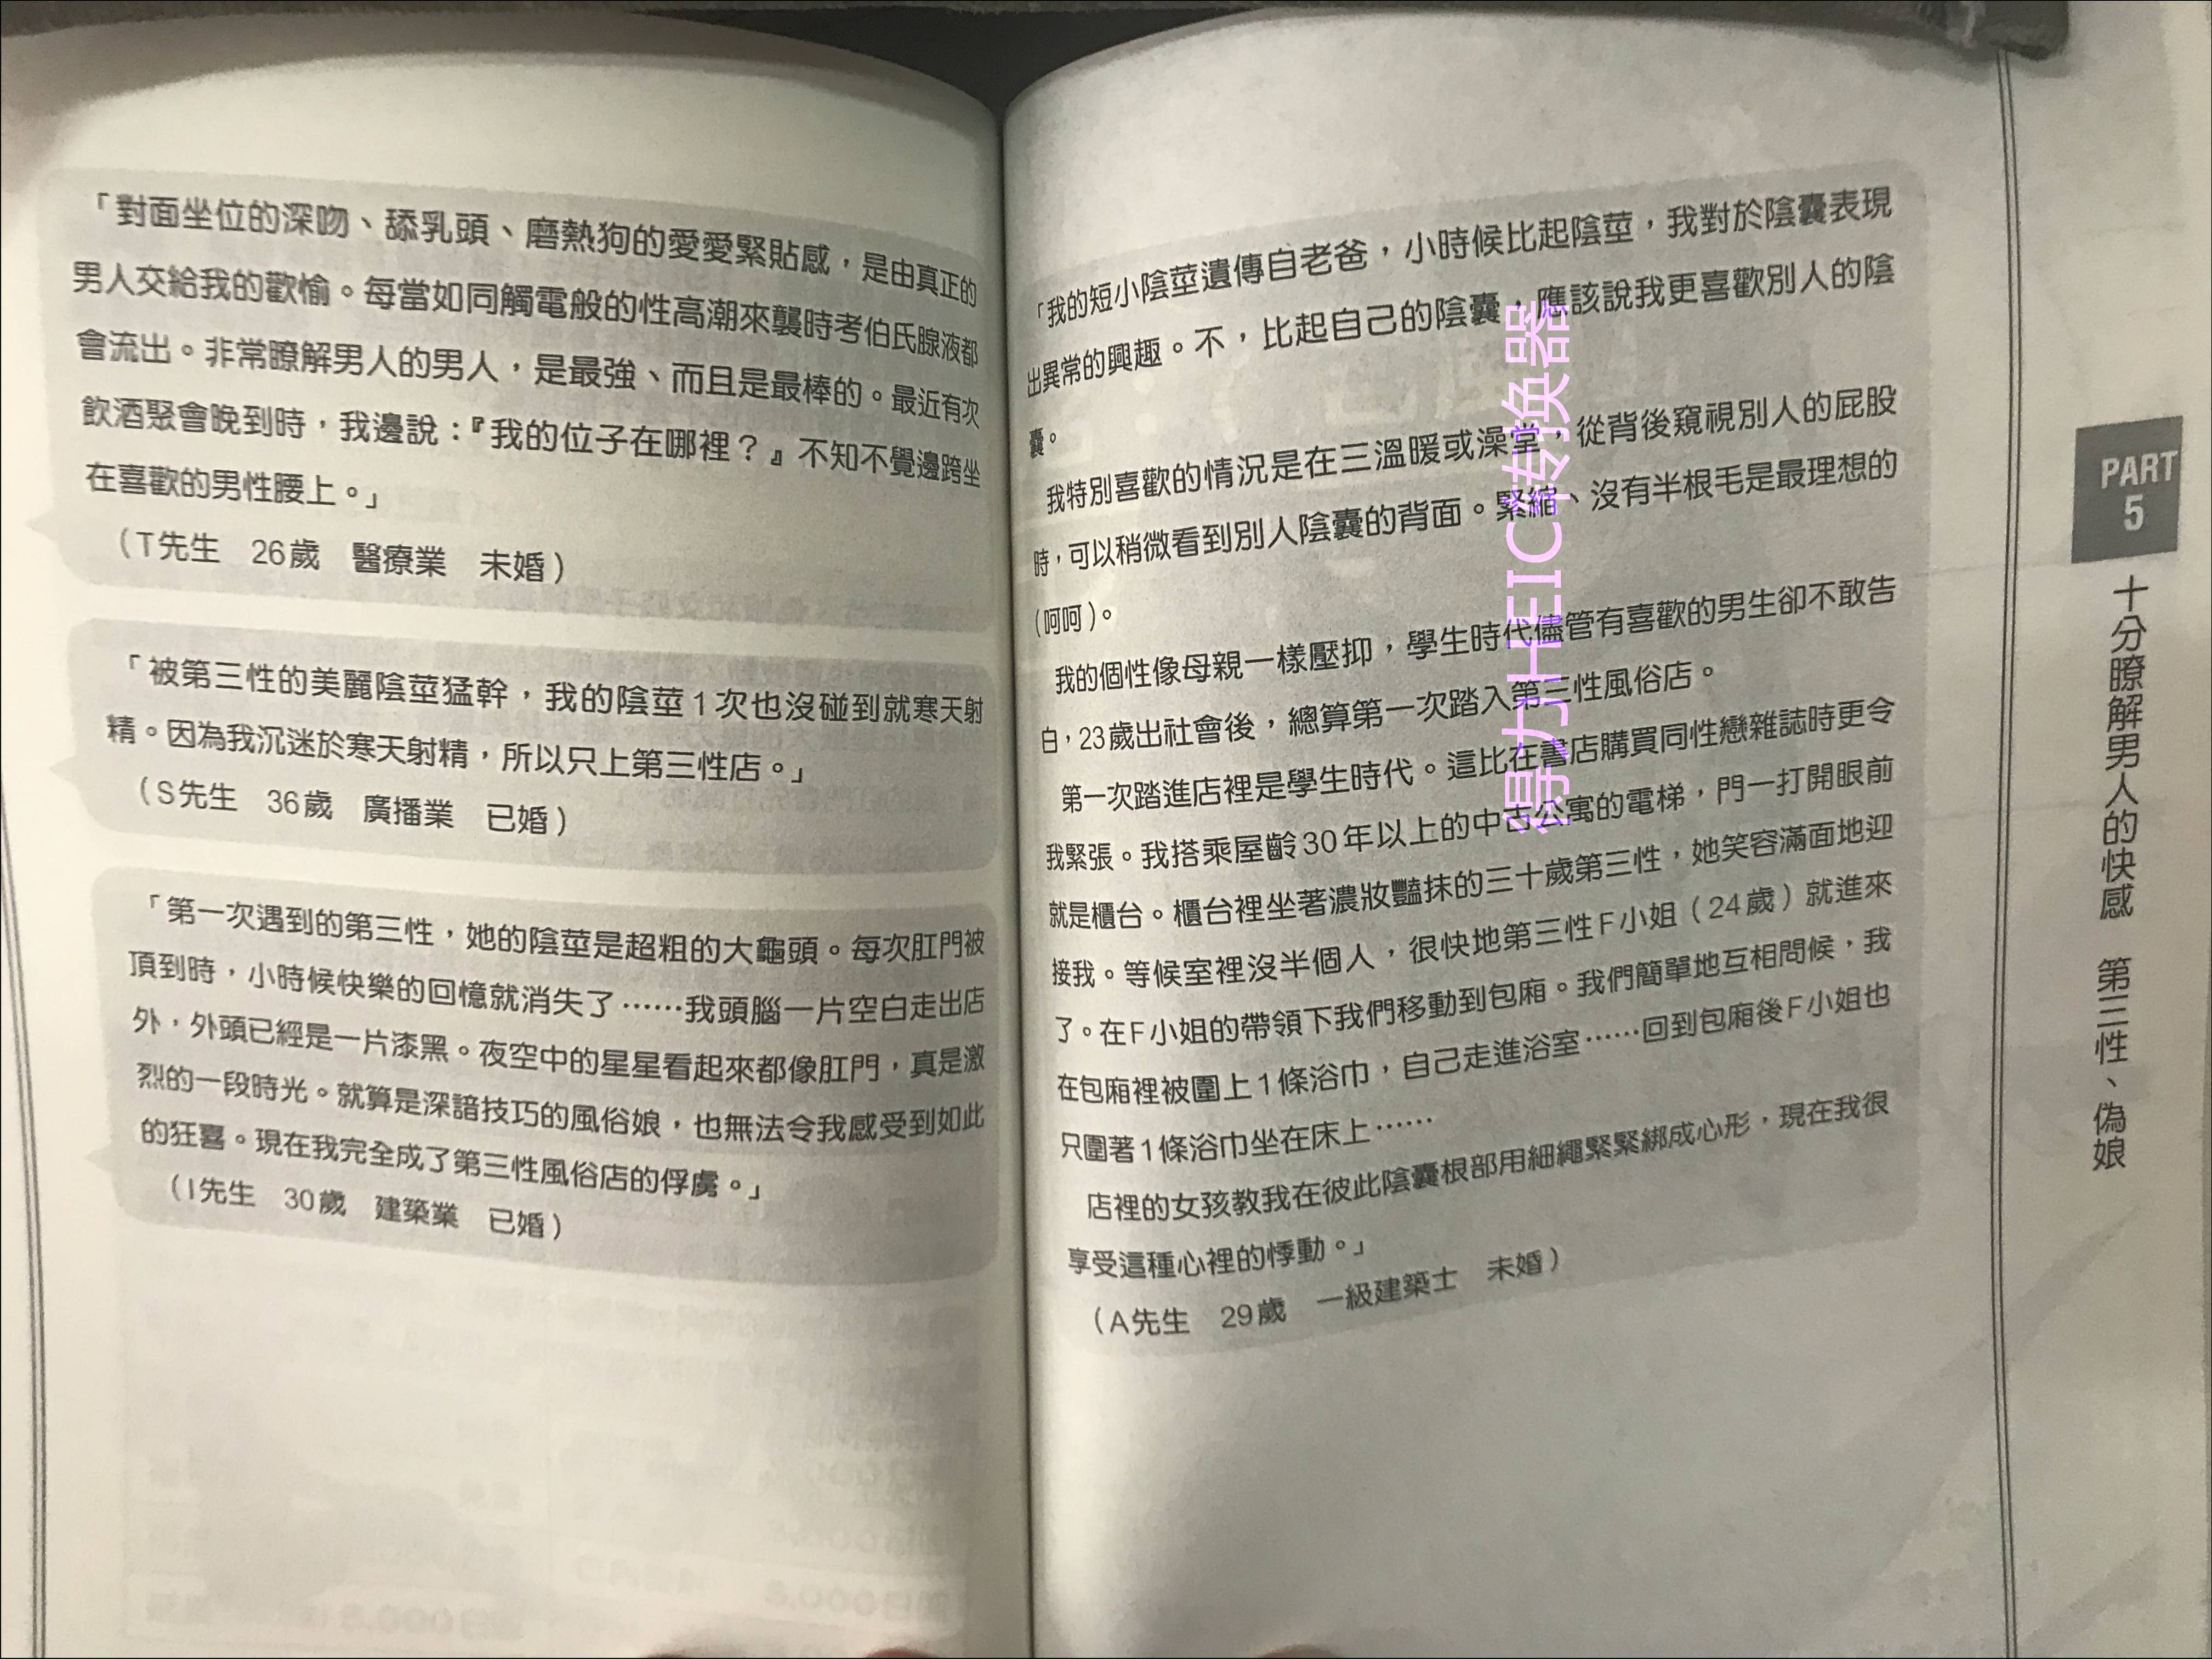 「對面坐位的深吻、舔乳頭、磨熱狗的愛愛緊貼感，是由真正的
男人交給我的歡愉。每當如同觸電般的性高潮來襲時考伯氏腺液都
會流出。非常瞭解男人的男人，是最強、而且是最棒的。最近有次
飲酒聚會晚到時，我邊說：『我的位子在哪裡？』不知不覺邊跨坐
在喜歡的男性腰上。」
（T先生　26歲　醫療業　未婚）
「被第三性的美麗陰莖猛幹，我的陰莖1次也沒碰到就寒天射
精。因為我沉迷於寒天射精，所以只上第三性店。」
（S先生　36歲　廣播業　已婚）
「第一次遇到的第三性，她的陰莖是超粗的大龜頭。每次肛門被
頂到時，小時候快樂的回憶就消失了……我頭腦一片空白走出店
外，外頭已經是一片漆黑。夜空中的星星看起來都像肛門，真是激
烈的一段時光。就算是深諳技巧的風俗娘，也無法令我感受到如此
的狂喜。現在我完全成了第三性風俗店的俘虜。」
（I先生　30歲　建築業　已婚）
「我的短小陰莖遺傳自老爸，小時候比起陰莖，我對於陰囊表現
出異常的興趣。不，比起自己的陰囊，應該說我更喜歡別人的陰
囊。
我特別喜歡的情況是在三溫暖或澡堂，從背後窺視別人的屁股
時，可以稍微看到別人陰囊的背面。緊縮、沒有半根毛是最理想的
（呵呵）。
我的個性像母親一樣壓抑，學生時代儘管有喜歡的男生卻不敢告
白，23歲出社會後，總算第一次踏入第三性風俗店。
第一次踏進店裡是學生時代。這比在書店購買同性戀雜誌時更令
我緊張。我搭乘屋齡30年以上的中古公寓的電梯，門一打開眼前
就是櫃台。櫃台裡坐著濃妝豔抹的三十歲第三性，她笑容滿面地迎
接我。等候室裡沒半個人，很快地第三性F小姐（24歲）就進來
了。在F小姐的帶領下我們移動到包廂。我們簡單地互相問候，我
在包廂裡被圍上1條浴巾，自己走進浴室……回到包廂後F小姐也
只圍著1條浴巾坐在床上……
店裡的女孩教我在彼此陰囊根部用細繩緊緊綁成心形，現在我很
享受這種心裡的悸動。」
（A先生　29歲　一級建築士　未婚）
PART
5
十分瞭解男人的快感　第三性、偽娘
得力HEIC转换器